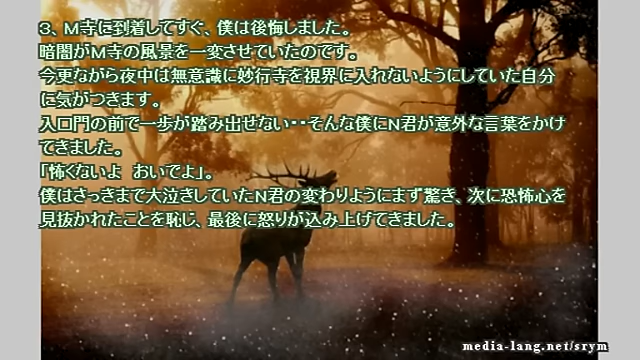 ３、Ｍ寺に到着してすぐ、僕は後悔しました。
暗闇がＭ寺の風景を一変させていたのです。
今更ながら夜中は無意識に妙行寺を視界に入れないようにしていた自分
に気がつきます。
入口門の前で一歩が踏み出せない・・そんな僕にＮ君が意外な言葉をかけ
てきました。
「怖くないよ　おいでよ」。
僕はさっきまで大泣きしていたＮ君の変わりようにまず驚き、次に恐怖心を
見抜かれたことを恥じ、最後に怒りが込み上げてきました。
media-lang.net/srym